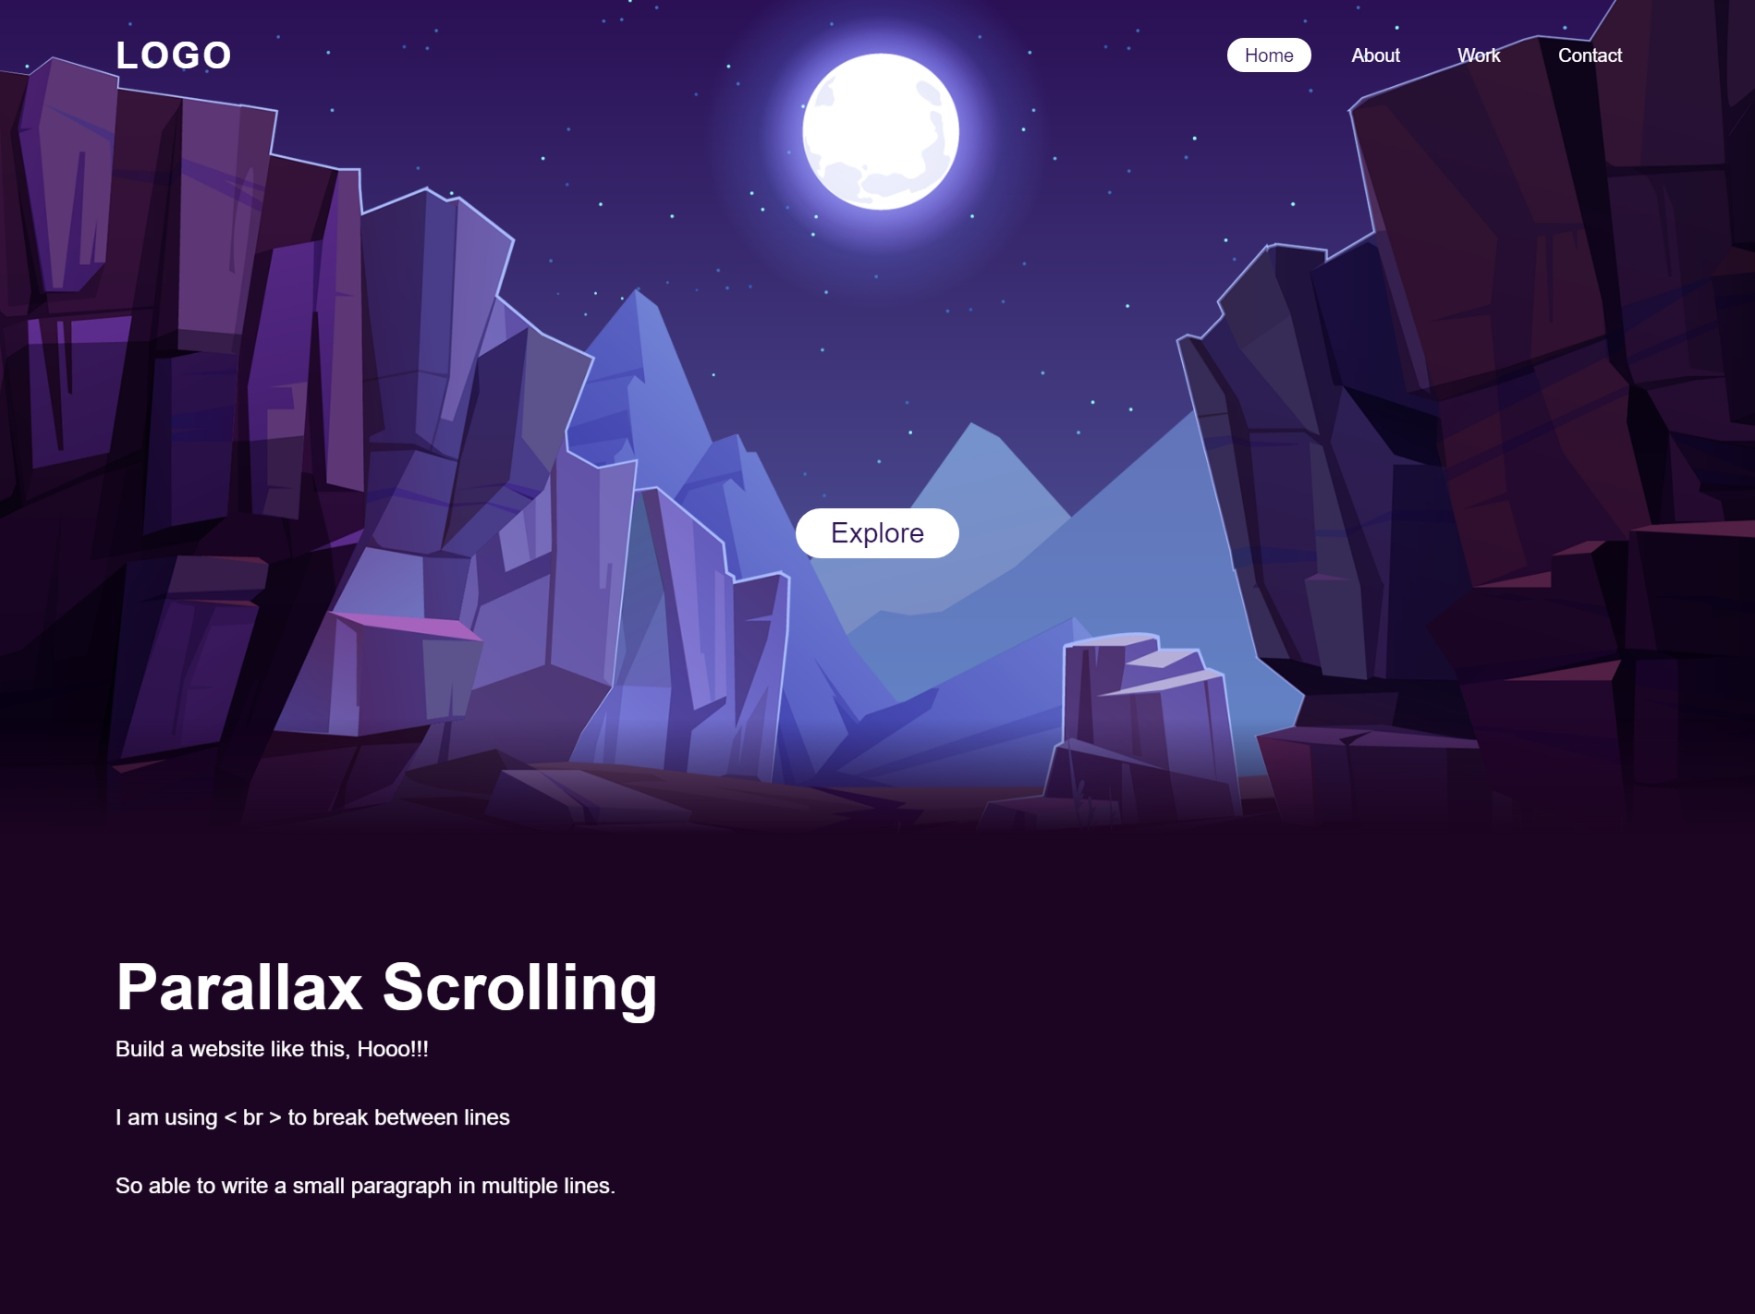 LOGO
Home About Work Contact
Explore
Parallax Scrolling
Build a website like this, Hooo!!!
I am using < br > to break between lines
So able to write a small paragraph in multiple lines.